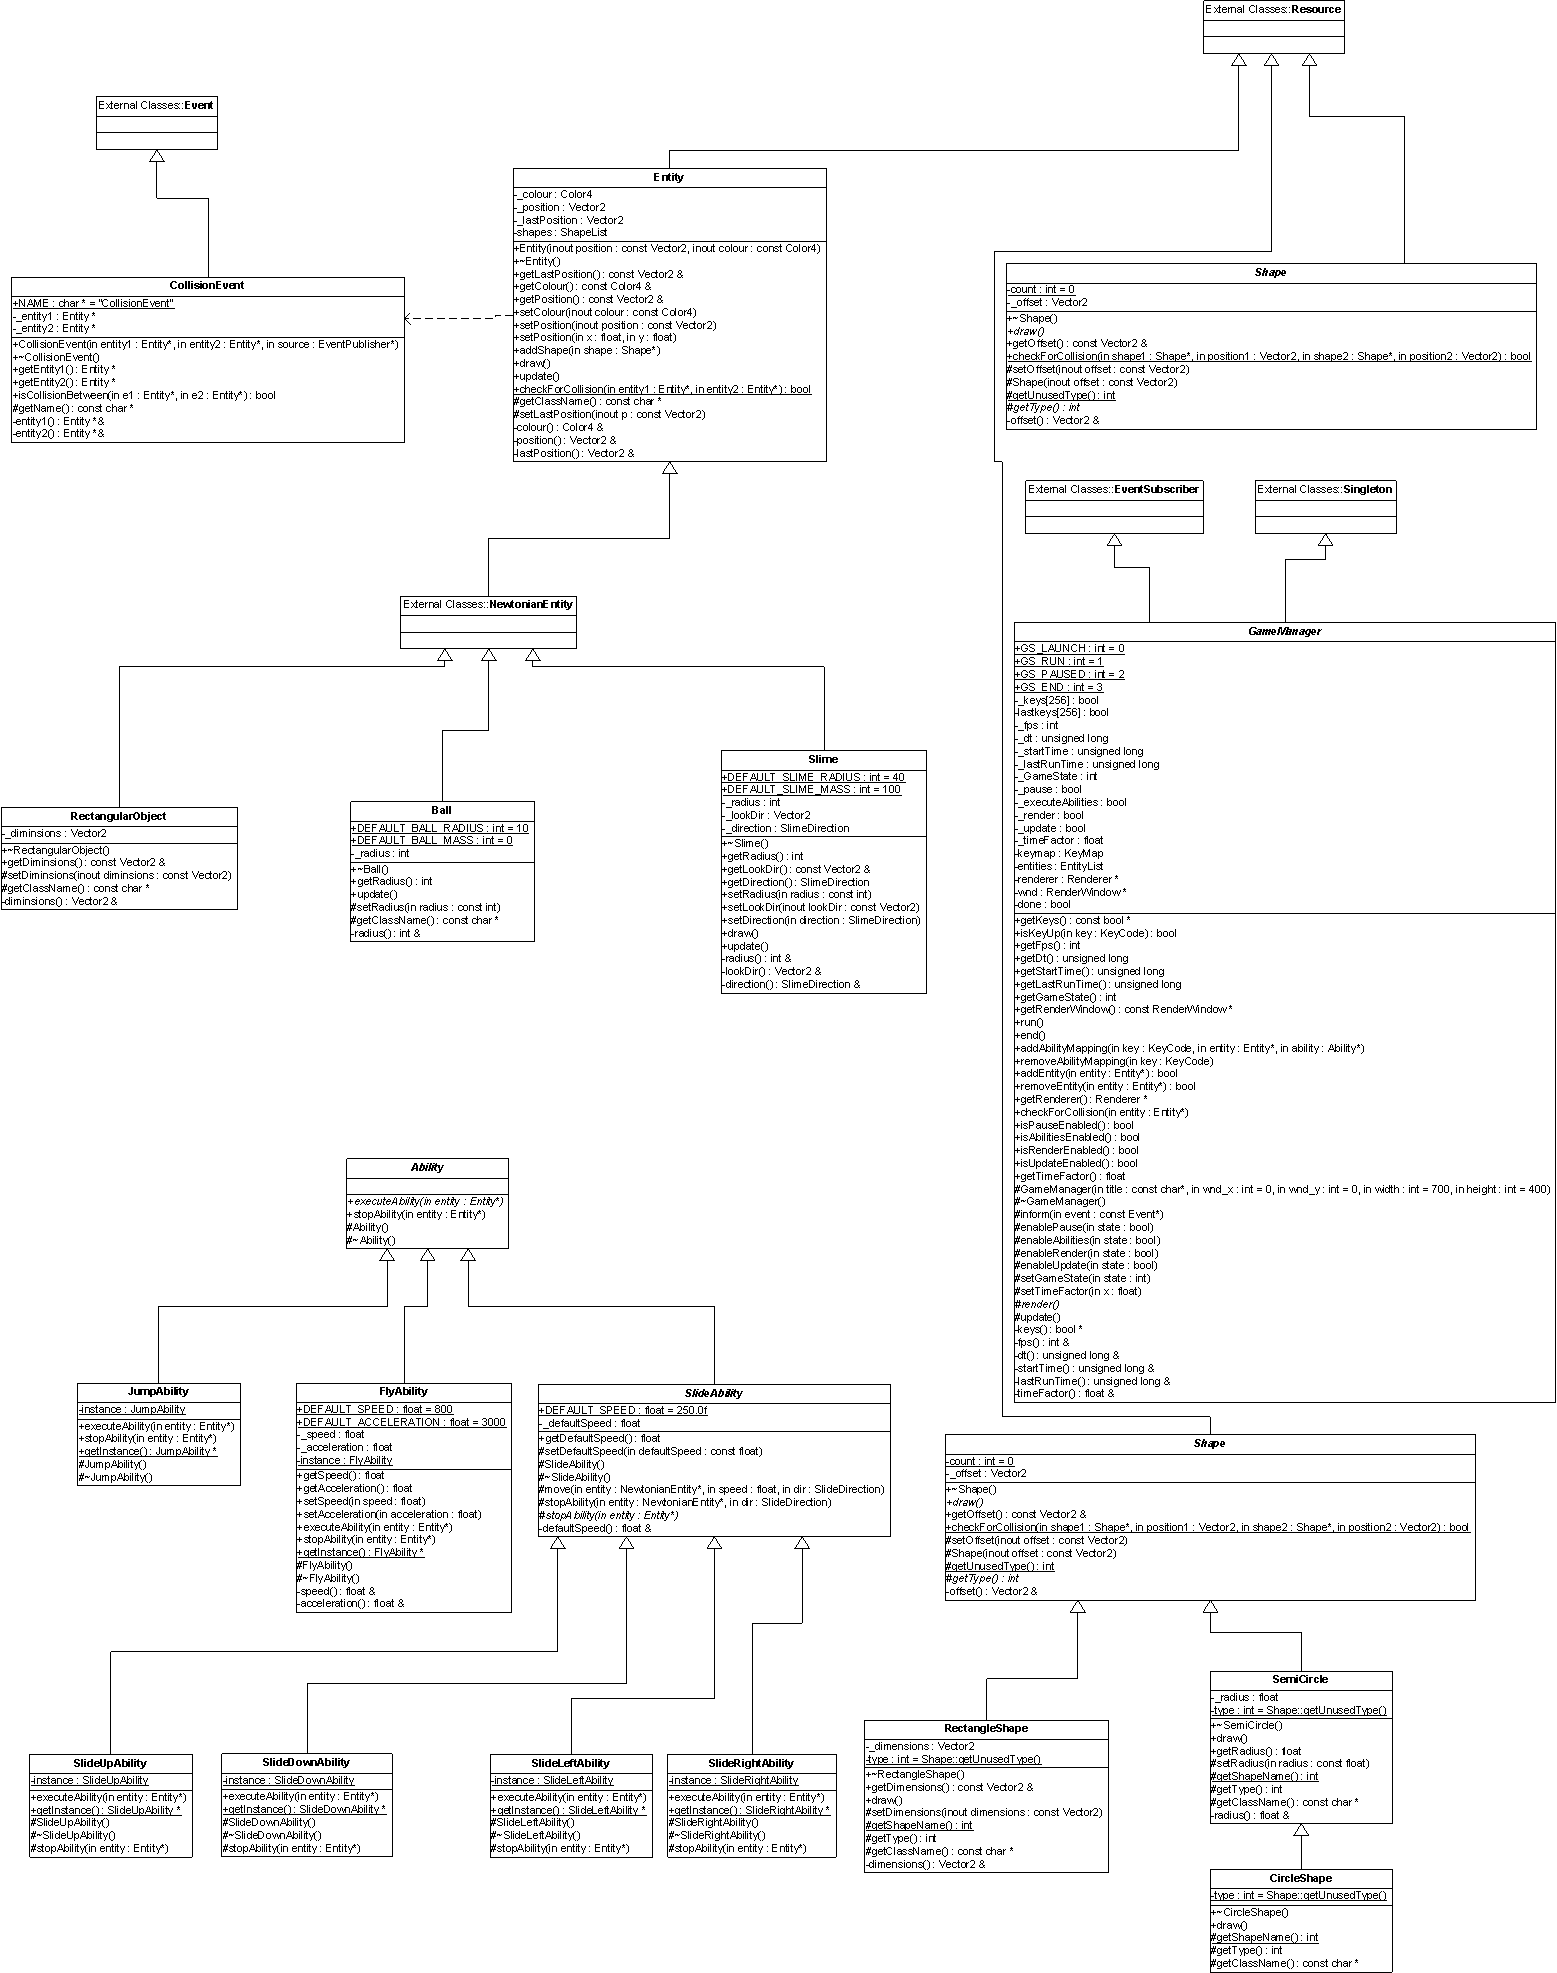 External Classes::Resource
External Classes::Event
Entity
-_colour : Color4
-_position : Vector2
-_lastPosition : Vector2
-shapes : ShapeList
+Entity(inout position : const Vector2, inout colour : const Color4)
+~Entity()
+getLastPosition() : const Vector2 &
+getColour() : const Color4 &
+getPosition() : const Vector2 &
+setColour(inout colour : const Color4)
+setPosition(inout position : const Vector2)
+setPosition(in x : float, in y : float)
+addShape(in shape : Shape*)
+draw()
+update()
+checkForCollision(in entity1 : Entity*, in entity2 : Entity*) : bool
#getClassName() : const char *
#setLastPosition(inout p : const Vector2)
-colour() : Color4 &
-position() : Vector2 &
-lastPosition() : Vector2 &
CollisionEvent
+NAME : char * = "CollisionEvent"
-_entity1 : Entity *
-_entity2 : Entity *
+CollisionEvent(in entity1 : Entity*, in entity2 : Entity*, in source : EventPublisher*)
+~CollisionEvent()
+getEntity1() : Entity *
+getEntity2() : Entity *
+isCollisionBetween(in e1 : Entity*, in e2 : Entity*) : bool
#getName() : const char *
-entity1() : Entity *&
-entity2() : Entity *&
Shape
-count : int = 0
-_offset : Vector2
+~Shape()
+draw()
+getOffset() : const Vector2 &
+checkForCollision(in shape1 : Shape*, in position1 : Vector2, in shape2 : Shape*, in position2 : Vector2) : bool
#setOffset(inout offset : const Vector2)
#Shape(inout offset : const Vector2)
#getUnusedType() : int
#getType() : int
-offset() : Vector2 &
External Classes::EventSubscriber
External Classes::Singleton
External Classes::NewtonianEntity
GameManager
+GS_LAUNCH : int = 0
+GS_RUN : int = 1
+GS_PAUSED : int = 2
+GS_END : int = 3
-_keys[256] : bool
-lastkeys[256] : bool
-_fps : int
-_dt : unsigned long
-_startTime : unsigned long
-_lastRunTime : unsigned long
-_GameState : int
-_pause : bool
-_executeAbilities : bool
-_render : bool
-_update : bool
-_timeFactor : float
-keymap : KeyMap
-entities : EntityList
-renderer : Renderer *
-wnd : RenderWindow *
-done : bool
+getKeys() : const bool *
+isKeyUp(in key : KeyCode) : bool
+getFps() : int
+getDt() : unsigned long
+getStartTime() : unsigned long
+getLastRunTime() : unsigned long
+getGameState() : int
+getRenderWindow() : const RenderWindow *
+run()
+end()
+addAbilityMapping(in key : KeyCode, in entity : Entity*, in ability : Ability*)
+removeAbilityMapping(in key : KeyCode)
+addEntity(in entity : Entity*) : bool
+removeEntity(in entity : Entity*) : bool
+getRenderer() : Renderer *
+checkForCollision(in entity : Entity*)
+isPauseEnabled() : bool
+isAbilitiesEnabled() : bool
+isRenderEnabled() : bool
+isUpdateEnabled() : bool
+getTimeFactor() : float
#GameManager(in title : const char*, in wnd_x : int = 0, in wnd_y : int = 0, in width : int = 700, in height : int = 400)
#~GameManager()
#inform(in event : const Event*)
#enablePause(in state : bool)
#enableAbilities(in state : bool)
#enableRender(in state : bool)
#enableUpdate(in state : bool)
#setGameState(in state : int)
#setTimeFactor(in x : float)
#render()
#update()
-keys() : bool *
-fps() : int &
-dt() : unsigned long &
-startTime() : unsigned long &
-lastRunTime() : unsigned long &
-timeFactor() : float &
RectangularObject
-_diminsions : Vector2
+~RectangularObject()
+getDiminsions() : const Vector2 &
#setDiminsions(inout diminsions : const Vector2)
#getClassName() : const char *
-diminsions() : Vector2 &
Ball
+DEFAULT_BALL_RADIUS : int = 10
+DEFAULT_BALL_MASS : int = 0
-_radius : int
+~Ball()
+getRadius() : int
+update()
#setRadius(in radius : const int)
#getClassName() : const char *
-radius() : int &
Slime
+DEFAULT_SLIME_RADIUS : int = 40
+DEFAULT_SLIME_MASS : int = 100
-_radius : int
-_lookDir : Vector2
-_direction : SlimeDirection
+~Slime()
+getRadius() : int
+getLookDir() : const Vector2 &
+getDirection() : SlimeDirection
+setRadius(in radius : const int)
+setLookDir(inout lookDir : const Vector2)
+setDirection(in direction : SlimeDirection)
+draw()
+update()
-radius() : int &
-lookDir() : Vector2 &
-direction() : SlimeDirection &
Ability
+executeAbility(in entity : Entity*)
+stopAbility(in entity : Entity*)
#Ability()
#~Ability()
JumpAbility
-instance : JumpAbility
+executeAbility(in entity : Entity*)
+stopAbility(in entity : Entity*)
+getInstance() : JumpAbility *
#JumpAbility()
#~JumpAbility()
FlyAbility
+DEFAULT_SPEED : float = 800
+DEFAULT_ACCELERATION : float = 3000
-_speed : float
-_acceleration : float
-instance : FlyAbility
+getSpeed() : float
+getAcceleration() : float
+setSpeed(in speed : float)
+setAcceleration(in acceleration : float)
+executeAbility(in entity : Entity*)
+stopAbility(in entity : Entity*)
+getInstance() : FlyAbility *
#FlyAbility()
#~FlyAbility()
-speed() : float &
-acceleration() : float &
SlideAbility
+DEFAULT_SPEED : float = 250.0f
-_defaultSpeed : float
+getDefaultSpeed() : float
#setDefaultSpeed(in defaultSpeed : const float)
#SlideAbility()
#~SlideAbility()
#move(in entity : NewtonianEntity*, in speed : float, in dir : SlideDirection)
#stopAbility(in entity : NewtonianEntity*, in dir : SlideDirection)
#stopAbility(in entity : Entity*)
-defaultSpeed() : float &
Shape
-count : int = 0
-_offset : Vector2
+~Shape()
+draw()
+getOffset() : const Vector2 &
+checkForCollision(in shape1 : Shape*, in position1 : Vector2, in shape2 : Shape*, in position2 : Vector2) : bool
#setOffset(inout offset : const Vector2)
#Shape(inout offset : const Vector2)
#getUnusedType() : int
#getType() : int
-offset() : Vector2 &
SlideUpAbility
-instance : SlideUpAbility
+executeAbility(in entity : Entity*)
+getInstance() : SlideUpAbility *
#SlideUpAbility()
#~SlideUpAbility()
#stopAbility(in entity : Entity*)
SlideDownAbility
-instance : SlideDownAbility
+executeAbility(in entity : Entity*)
+getInstance() : SlideDownAbility *
#SlideDownAbility()
#~SlideDownAbility()
#stopAbility(in entity : Entity*)
SlideLeftAbility
-instance : SlideLeftAbility
+executeAbility(in entity : Entity*)
+getInstance() : SlideLeftAbility *
#SlideLeftAbility()
#~SlideLeftAbility()
#stopAbility(in entity : Entity*)
SlideRightAbility
-instance : SlideRightAbility
+executeAbility(in entity : Entity*)
+getInstance() : SlideRightAbility *
#SlideRightAbility()
#~SlideRightAbility()
#stopAbility(in entity : Entity*)
RectangleShape
-_dimensions : Vector2
-type : int = Shape::getUnusedType()
+~RectangleShape()
+getDimensions() : const Vector2 &
+draw()
#setDimensions(inout dimensions : const Vector2)
#getShapeName() : int
#getType() : int
#getClassName() : const char *
-dimensions() : Vector2 &
SemiCircle
-_radius : float
-type : int = Shape::getUnusedType()
+~SemiCircle()
+draw()
+getRadius() : float
#setRadius(in radius : const float)
#getShapeName() : int
#getType() : int
#getClassName() : const char *
-radius() : float &
CircleShape
-type : int = Shape::getUnusedType()
+~CircleShape()
+draw()
#getShapeName() : int
#getType() : int
#getClassName() : const char *